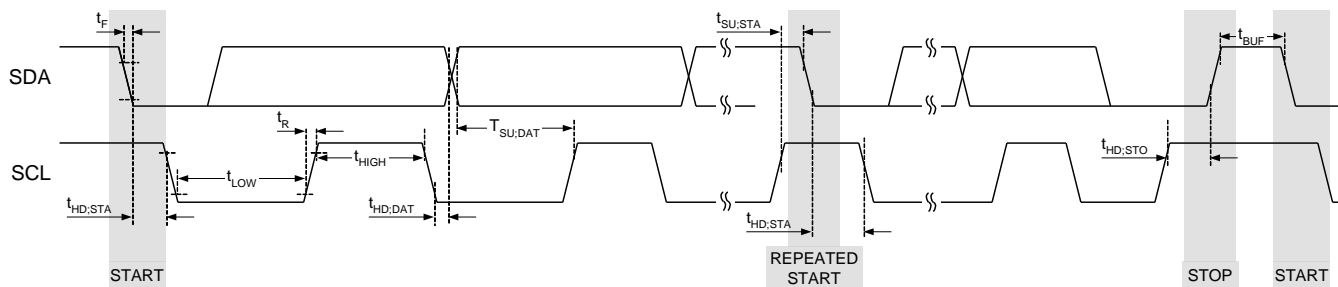 tF
tSU;STA
tBUF
SDA
tR
TSU;DAT
tHIGH
tHD;STO
SCL
tLOW
tHD;STA
tHD;DAT
tHD;STA
START
REPEATED
START
STOP
START